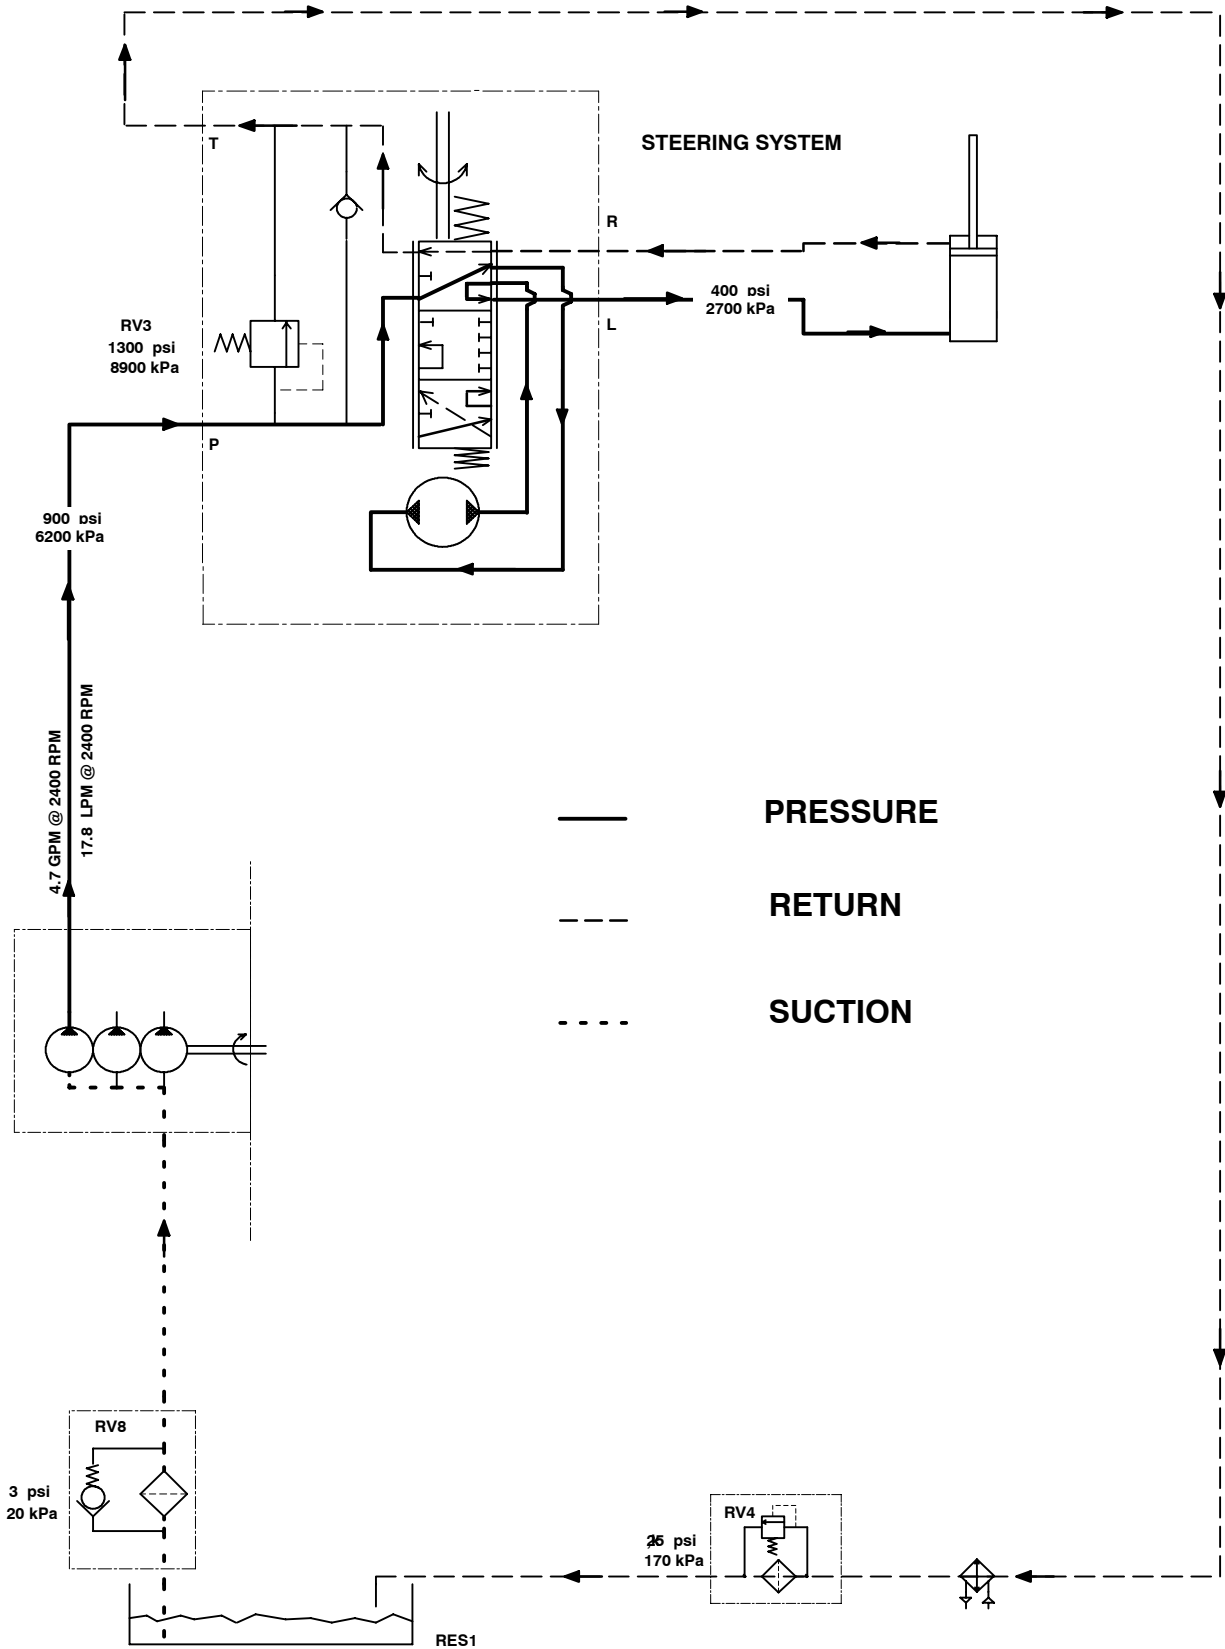 T
STEERING SYSTEM
R
400 psi
2700 kPa
L
RV3
1300 psi
8900 kPa
P
900 psi
6200 kPa
4.7 GPM @ 2400 RPM
17.8 LPM @ 2400 RPM
PRESSURE
RETURN
SUCTION
RV8
3 psi
20 kPa
RV4
psi
170 kPa
RES1